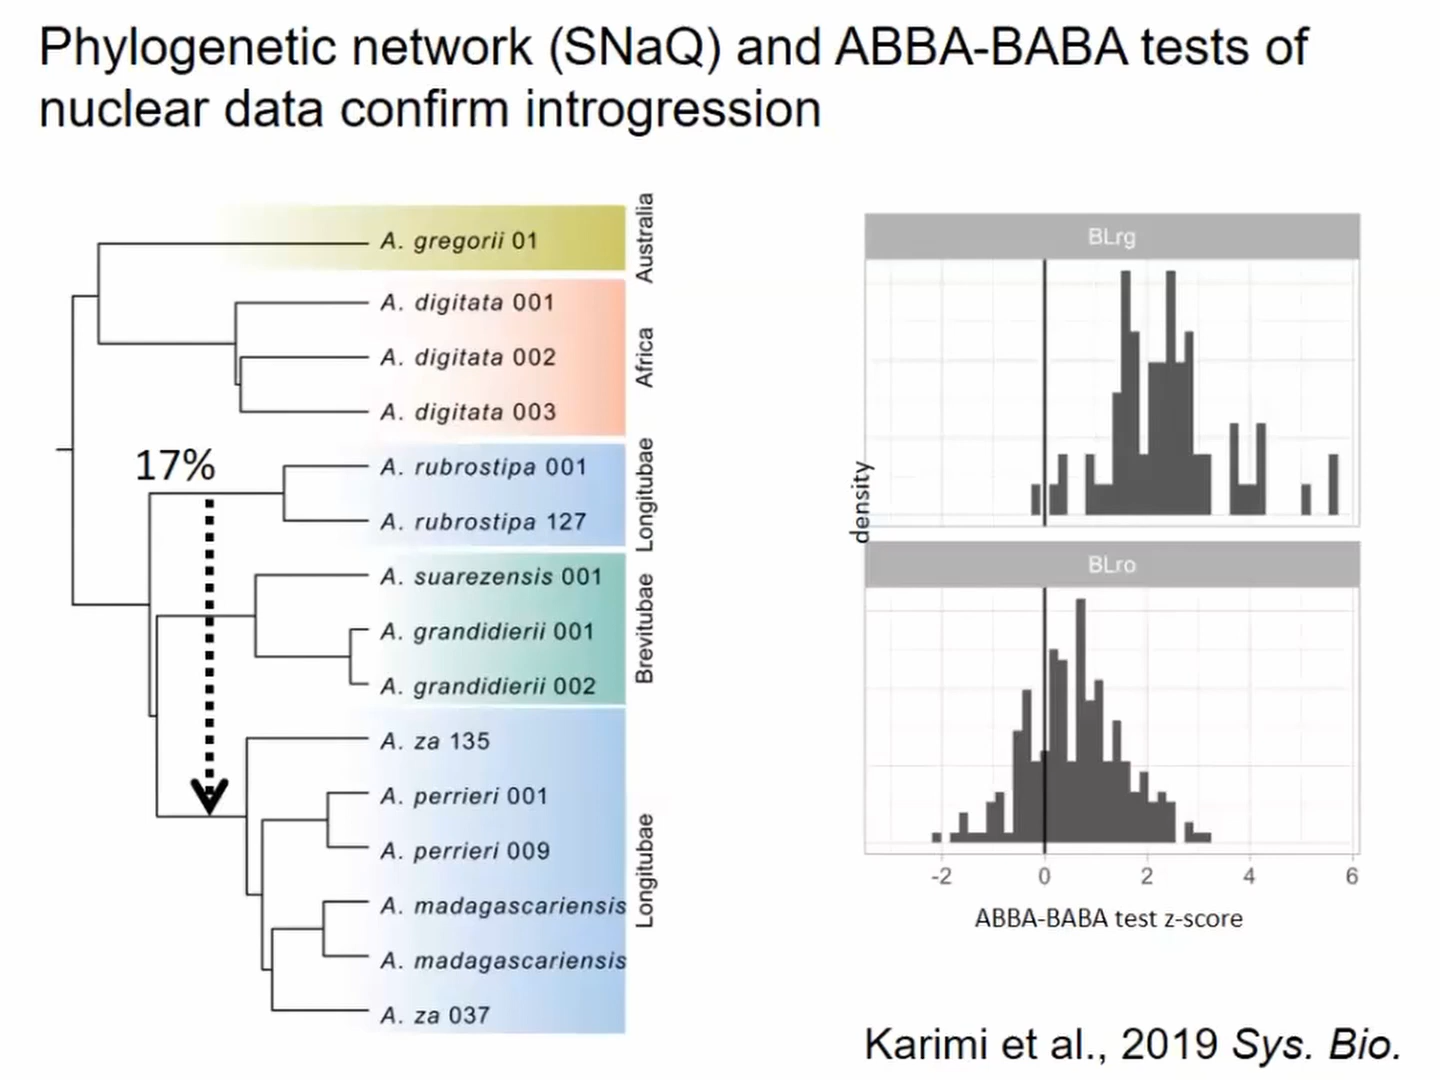 Phylogenetic network (SNaQ) and ABBA-BABA tests of
nuclear data confirm introgression
A. gregorii 01
Australia
A. digitata 001
A. digitata 002
A. digitata 003
Africa
17%
A. rubrostipa 001
A. rubrostipa 127
Longitubae
A. suarezensis 001
A. grandidierii 001
A. grandidierii 002
Brevitubae
A. za 135
A. perrieri 001
A. perrieri 009
A. madagascariensis
A. madagascariensis
A. za 037
Longitubae
BLrg
density
BLro
-2 0 2 4 6
ABBA-BABA test z-score
Karimi et al., 2019 Sys. Bio.